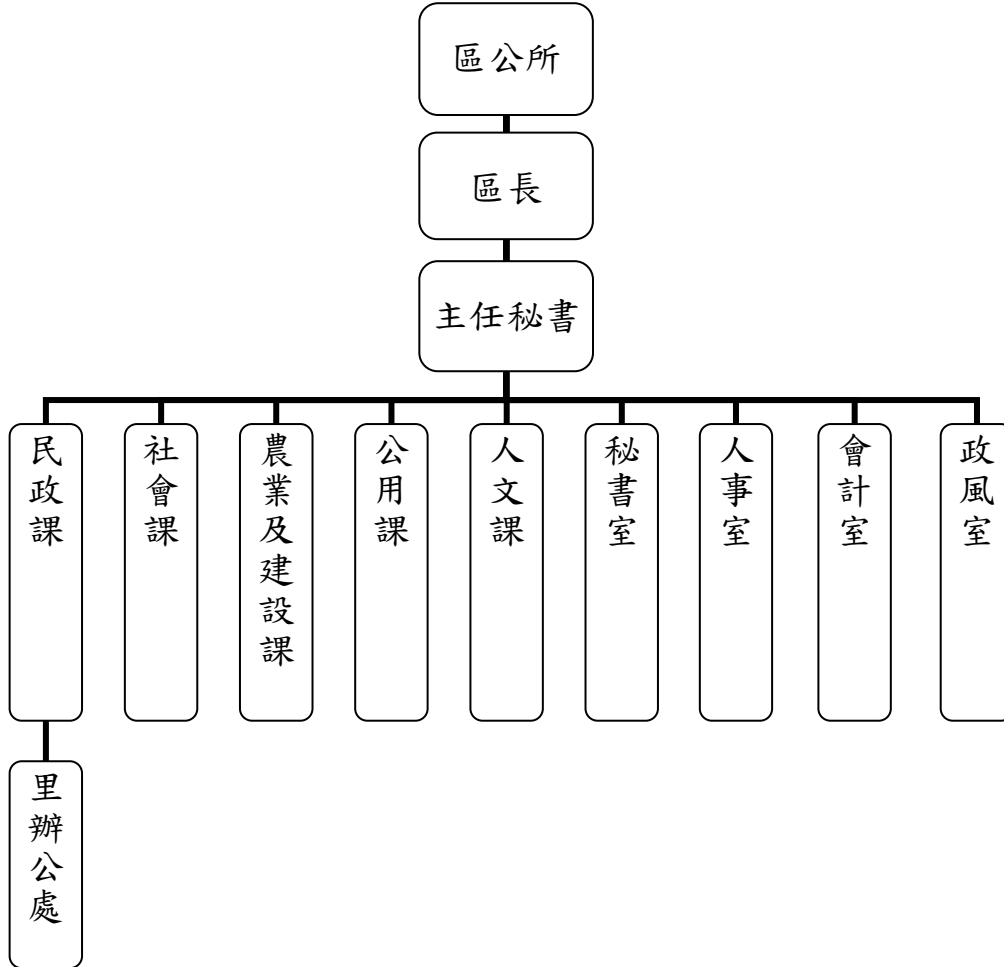 區公所
區長
主任秘書
民政課
社會課
農業及建設課
公用課
人文課
秘書室
人事室
會計室
政風室
里辦公處